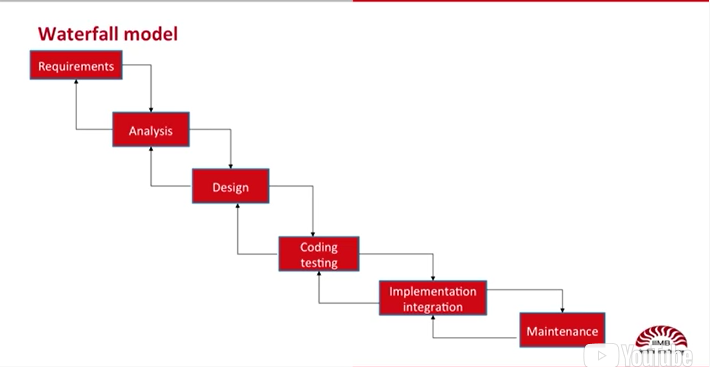 Waterfall model
Requirements
Analysis
Design
Coding
testing
Implementation
integration
Maintenance
IIMB
YouTube